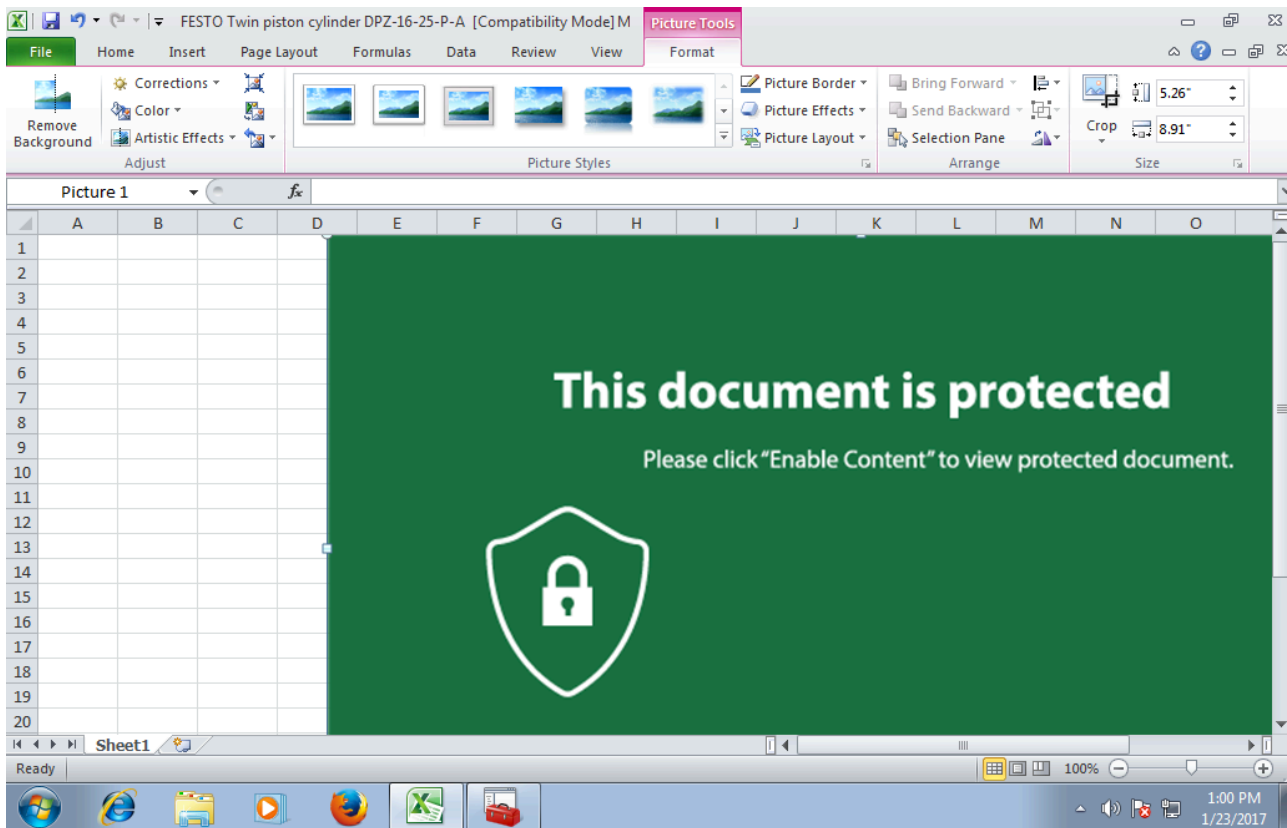 FESTO Twin piston cylinder DPZ-16-25-P-A [Compatibility Mode] M
Picture Tools
File Home Insert Page Layout Formulas Data Review View Format
Remove Background
Corrections
Color
Artistic Effects
Adjust
Picture Styles
Picture Border
Picture Effects
Picture Layout
Bring Forward
Send Backward
Selection Pane
Arrange
Crop
5.26"
8.91"
Size
Picture 1
fx
A B C D E F G H I J K L M N O
1
2
3
4
5
6
7
8
9
10
11
12
13
14
15
16
17
18
19
20
This document is protected
Please click "Enable Content" to view protected document.
Sheet1
Ready
100%
1:00 PM
1/23/2017